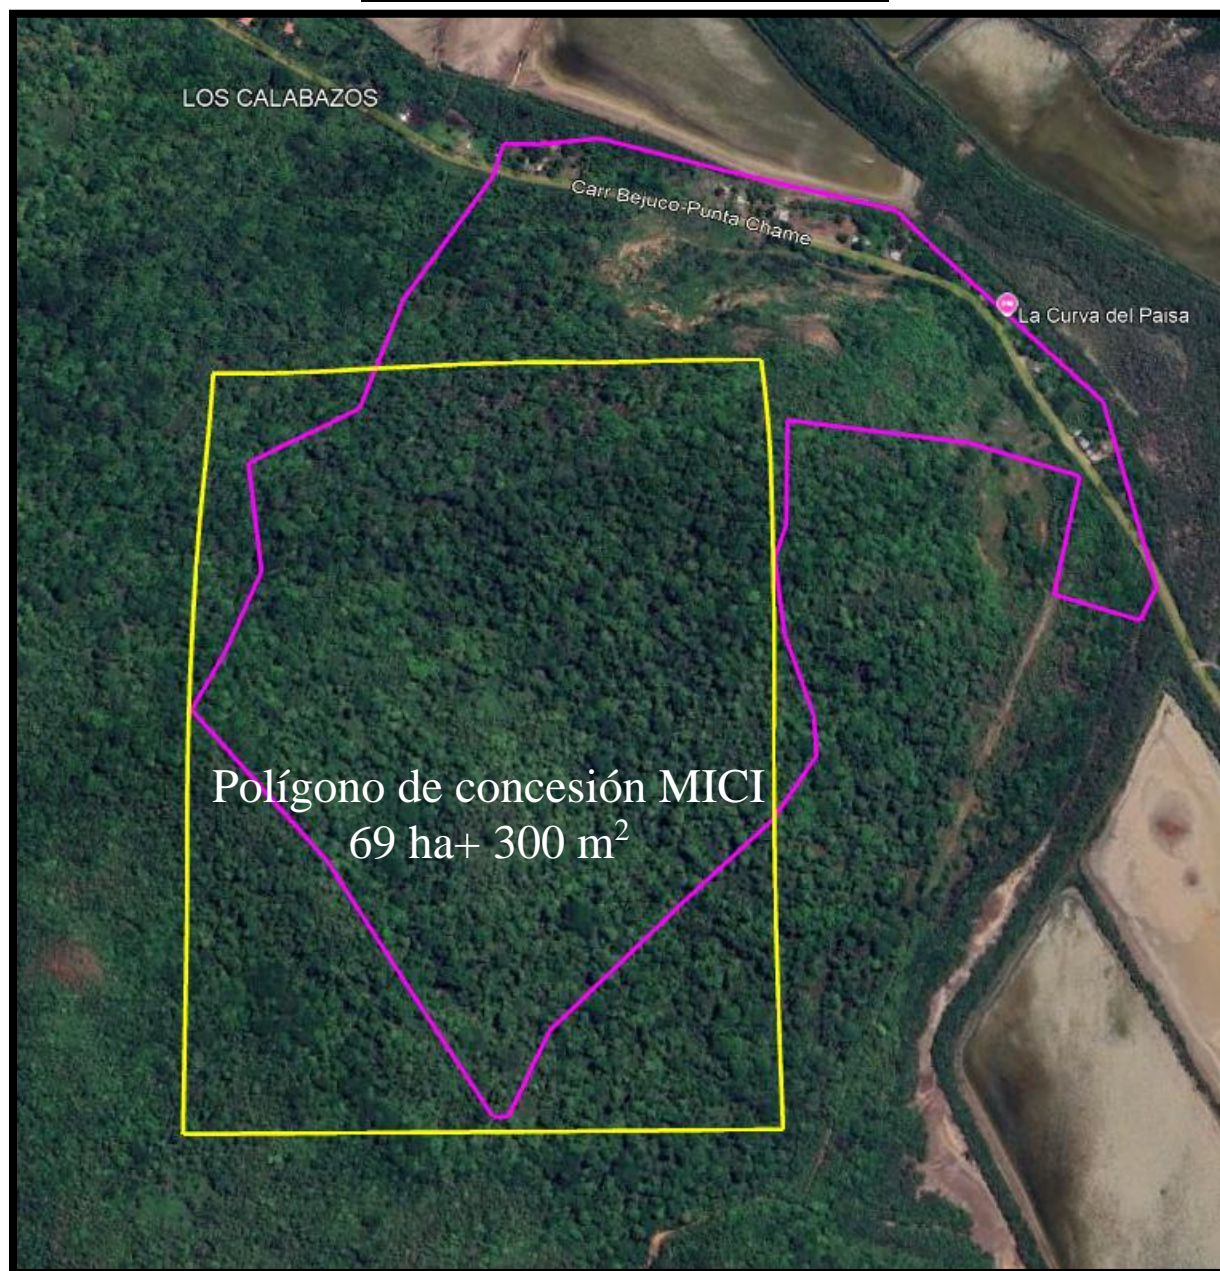 LOS CALABAZOS
Carr Bejuco-Punta Chame
La Curva del Paisa
Polígono de concesión MICI
69 ha+ 300 m²